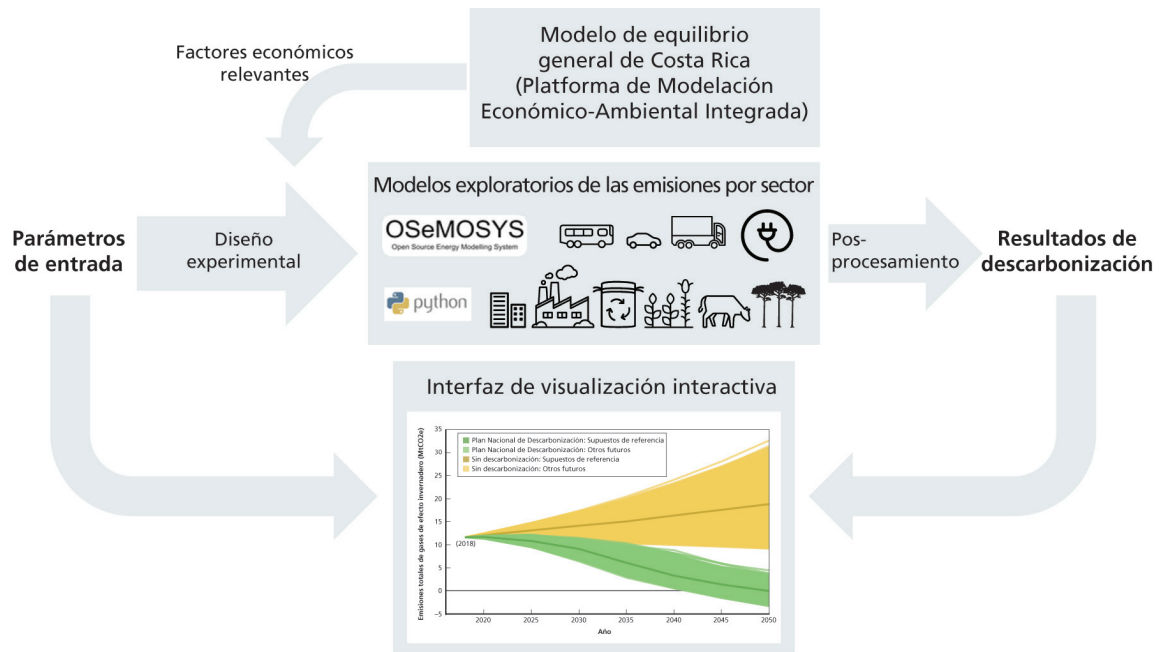 Factores económicos
relevantes
Modelo de equilibrio
general de Costa Rica
(Platforma de Modelación
Económico-Ambiental Integrada)
Parámetros
de entrada
Diseño
experimental
Modelos exploratorios de las emisiones por sector
OSeMOSYS
Open Source Energy Modelling System
python
Pos-
procesamiento
Resultados de
descarbonización
Interfaz de visualización interactiva
Emisiones totales de gases de efecto invernadero (MtCO2e)
35
30
25
20
15
10
5
0
–5
Plan Nacional de Descarbonización: Supuestos de referencia
Plan Nacional de Descarbonización: Otros futuros
Sin descarbonización: Supuestos de referencia
Sin descarbonización: Otros futuros
(2018)
2020 2025 2030 2035 2040 2045 2050
Año